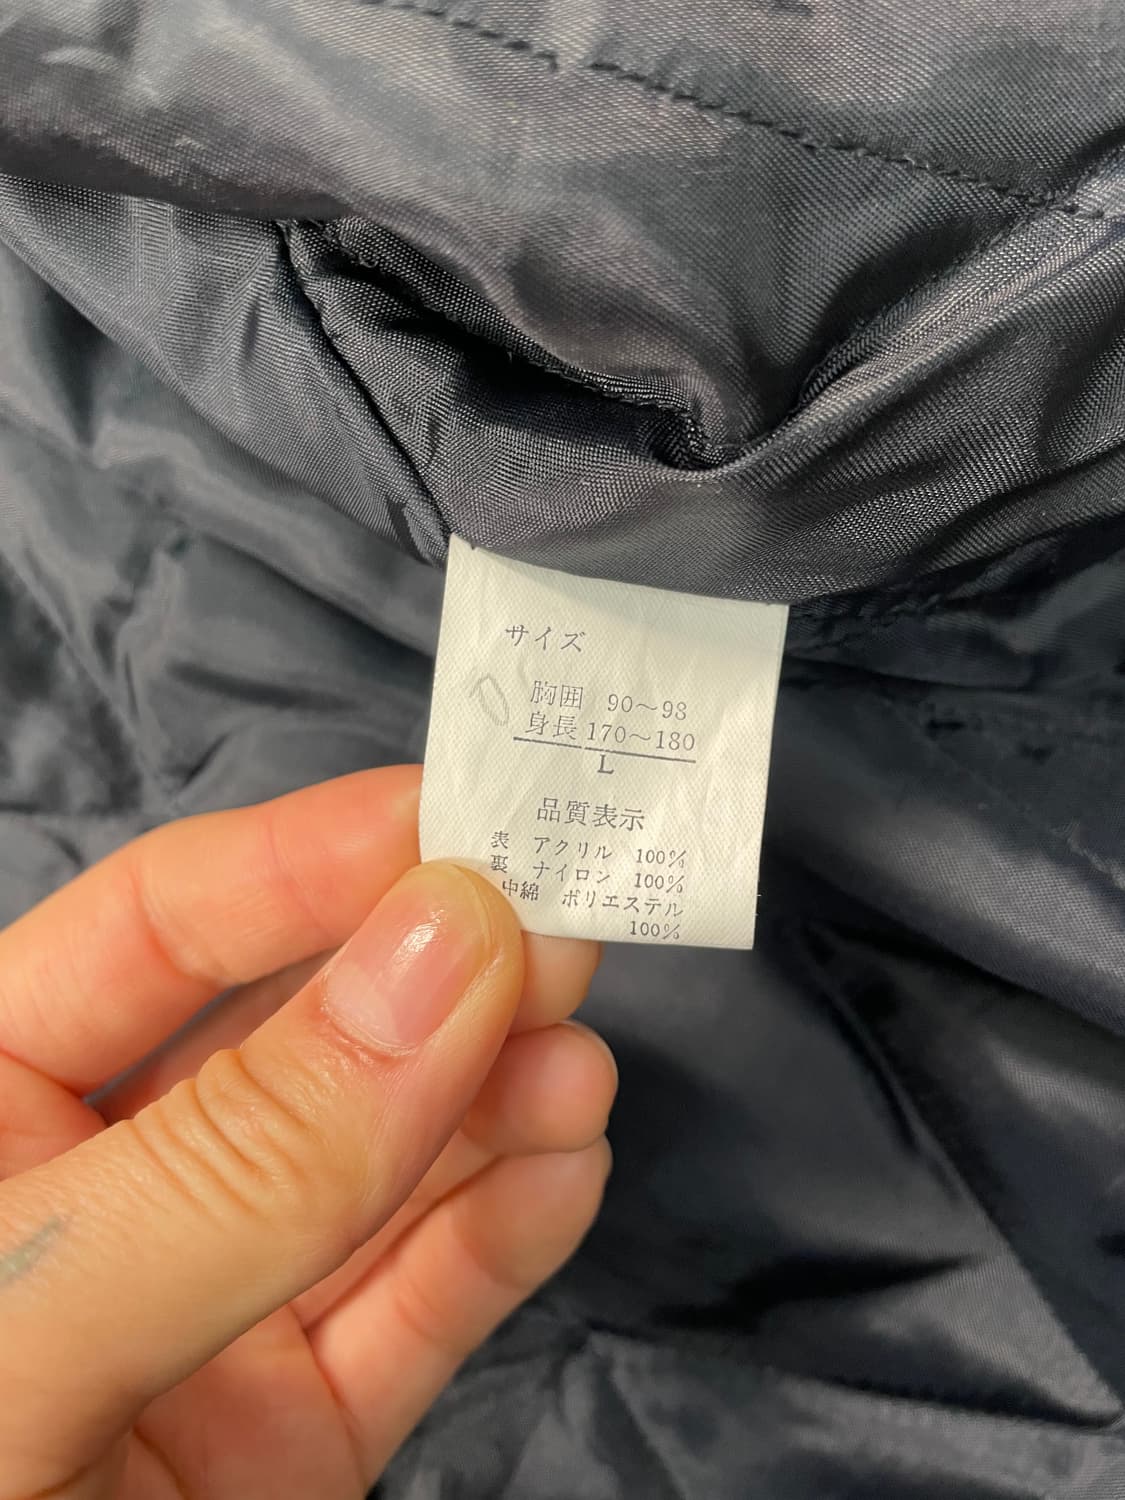 サイズ
胸囲 90～98
身長 170～180
L
品質表示
表 アクリル 100%
裏 ナイロン 100%
中綿 ポリエステル
100%